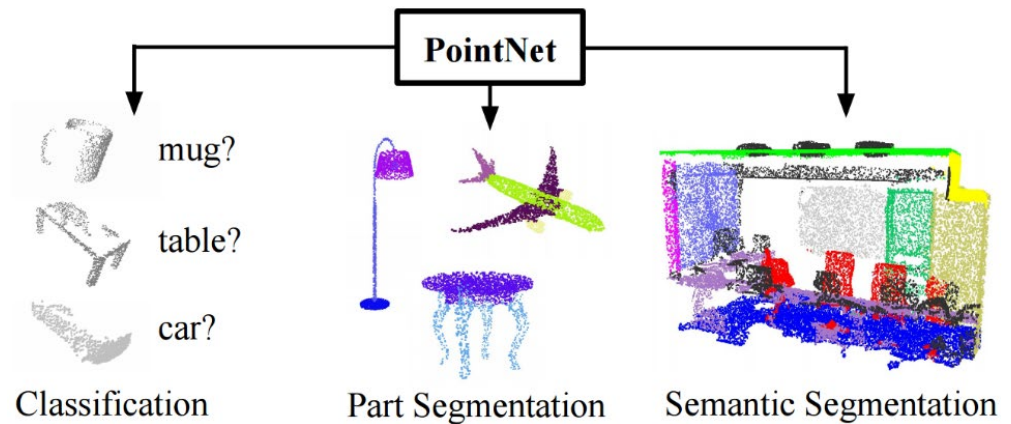 PointNet
mug?
table?
car?
Classification
Part Segmentation
Semantic Segmentation